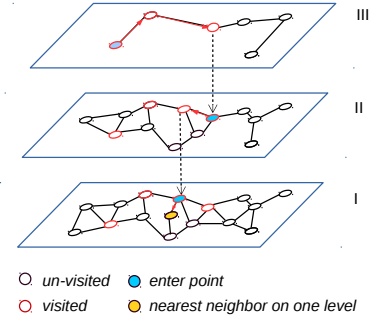 III
II
I
un-visited
enter point
visited
nearest neighbor on one level